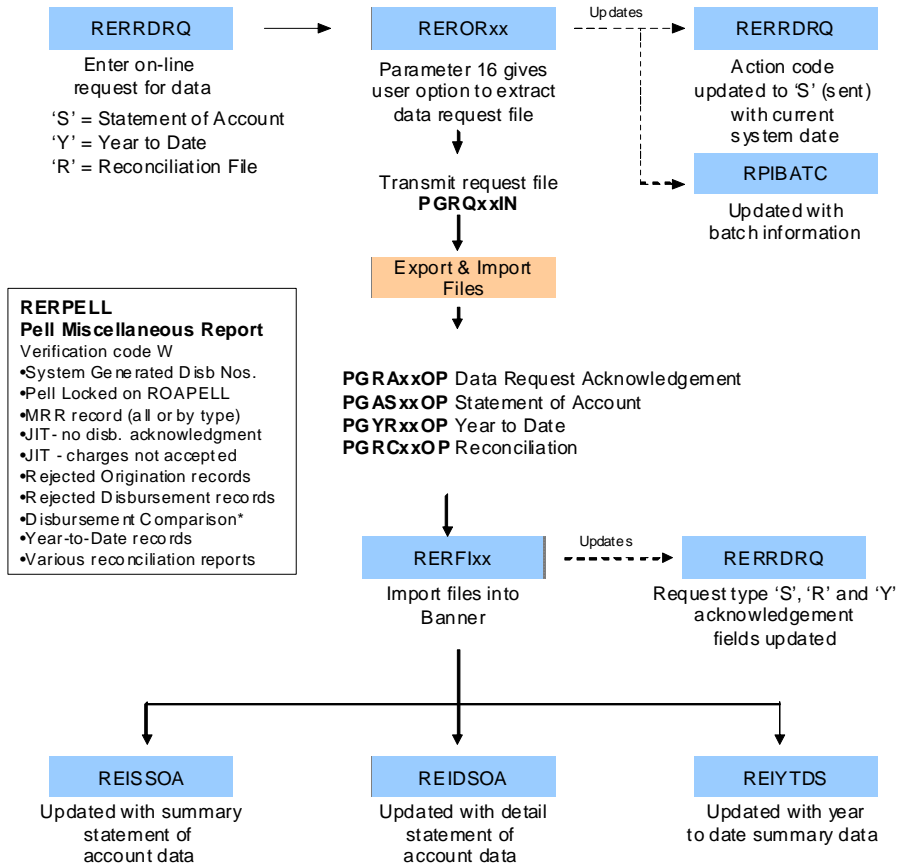 RERRDRQ
Enter on-line
request for data
‘S’ = Statement of Account
‘Y’ = Year to Date
‘R’ = Reconciliation File
RERORxx
Parameter 16 gives
user option to extract
data request file
Updates
RERRDRQ
Action code
updated to ‘S’ (sent)
with current
system date
RPIBATC
Updated with
batch information
Transmit request file
PGRQxxIN
Export & Import
Files
RERPELL
Pell Miscellaneous Report
Verification code W
•System Generated Disb Nos.
•Pell Locked on ROAPELL
•MRR record (all or by type)
•JIT- no disb. acknowledgment
•JIT - charges not accepted
•Rejected Origination records
•Rejected Disbursement records
•Disbursement Comparison*
•Year-to-Date records
•Various reconciliation reports
PGRAxxOP Data Request Acknowledgement
PGASxxOP Statement of Account
PGYRxxOP Year to Date
PGRCxxOP Reconciliation
RERFIxx
Import files into
Banner
Updates
RERRDRQ
Request type ‘S’, ‘R’ and ‘Y’
acknowledgement
fields updated
REISSOA
Updated with summary
statement of
account data
REIDSOA
Updated with detail
statement of
account data
REIYTDS
Updated with year
to date summary data